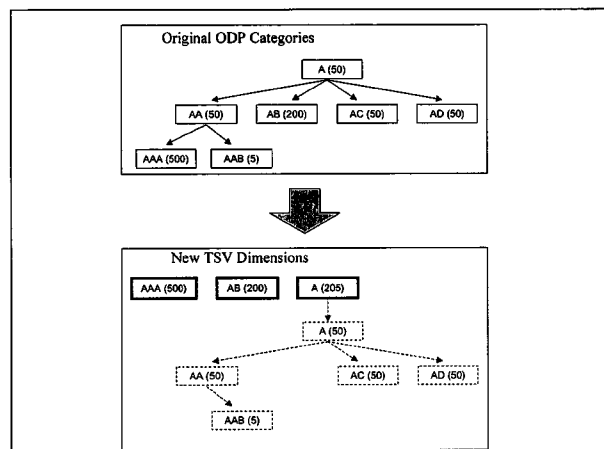 Original ODP Categories
A (50)
AA (50) AB (200) AC (50) AD (50)
AAA (500) AAB (5)
New TSV Dimensions
AAA (500) AB (200) A (205)
A (50)
AA (50) AC (50) AD (50)
AAB (5)